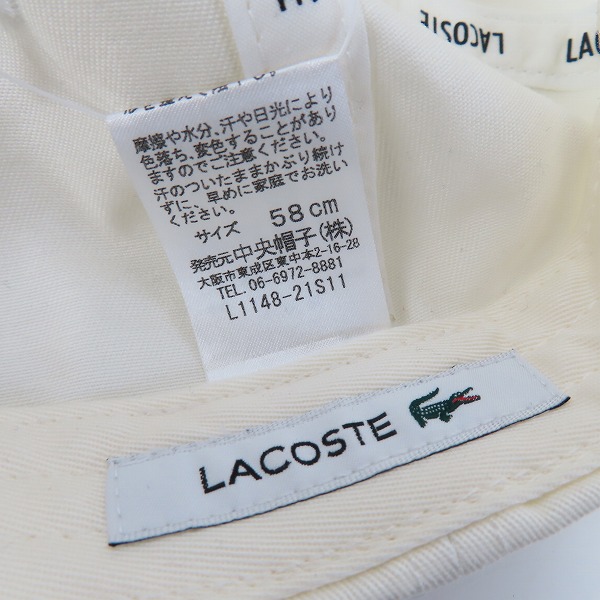 LACOSTE
LAC
摩擦や水分、汗や日光により
色落ち、変色することがあり
ますのでご注意ください。
汗のついたままかぶり続け
ずに、早めに家庭でお洗い
ください。
サイズ 58cm
発売元 中央帽子(株)
大阪市東成区東中本2-16-28
TEL. 06-6972-8881
L1148-21S11
LACOSTE